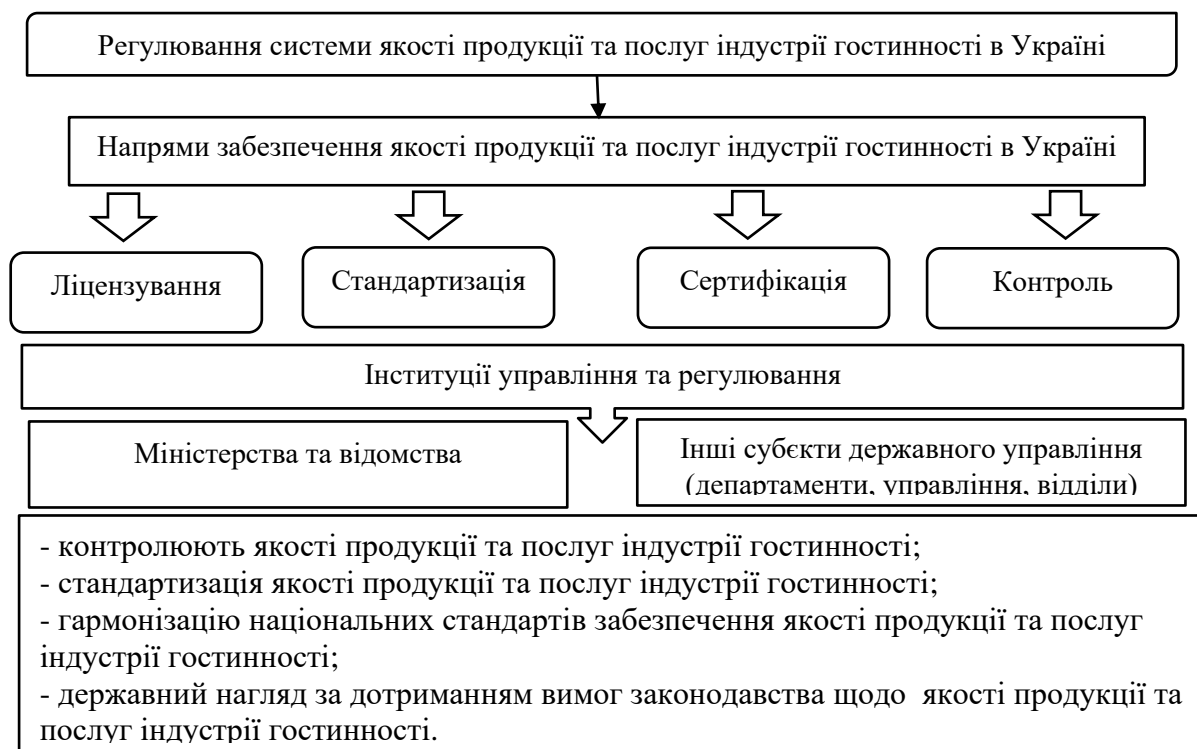 Регулювання системи якості продукції та послуг індустрії гостинності в Україні
Напрями забезпечення якості продукції та послуг індустрії гостинності в Україні
Ліцензування
Стандартизація
Сертифікація
Контроль
Інституції управління та регулювання
Міністерства та відомства
Інші субєкти державного управління
(департаменти, управління, відділи)
- контролюють якості продукції та послуг індустрії гостинності;
- стандартизація якості продукції та послуг індустрії гостинності;
- гармонізацію національних стандартів забезпечення якості продукції та послуг
індустрії гостинності;
- державний нагляд за дотриманням вимог законодавства щодо якості продукції та
послуг індустрії гостинності.